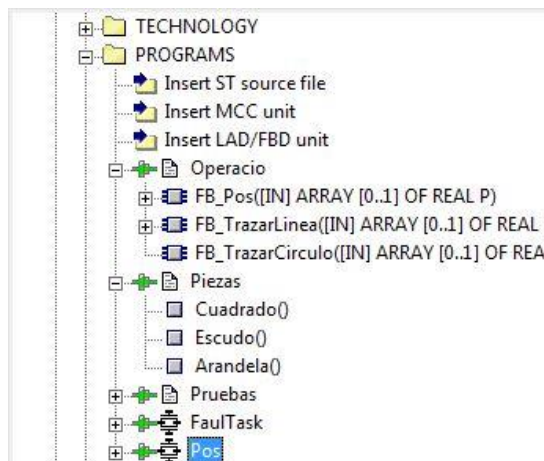 TECHNOLOGY
PROGRAMS
Insert ST source file
Insert MCC unit
Insert LAD/FBD unit
Operacio
FB_Pos([IN] ARRAY [0..1] OF REAL P)
FB_TrazarLinea([IN] ARRAY [0..1] OF REAL
FB_TrazarCirculo([IN] ARRAY [0..1] OF REA
Piezas
Cuadrado()
Escudo()
Arandela()
Pruebas
FaulTask
Pos